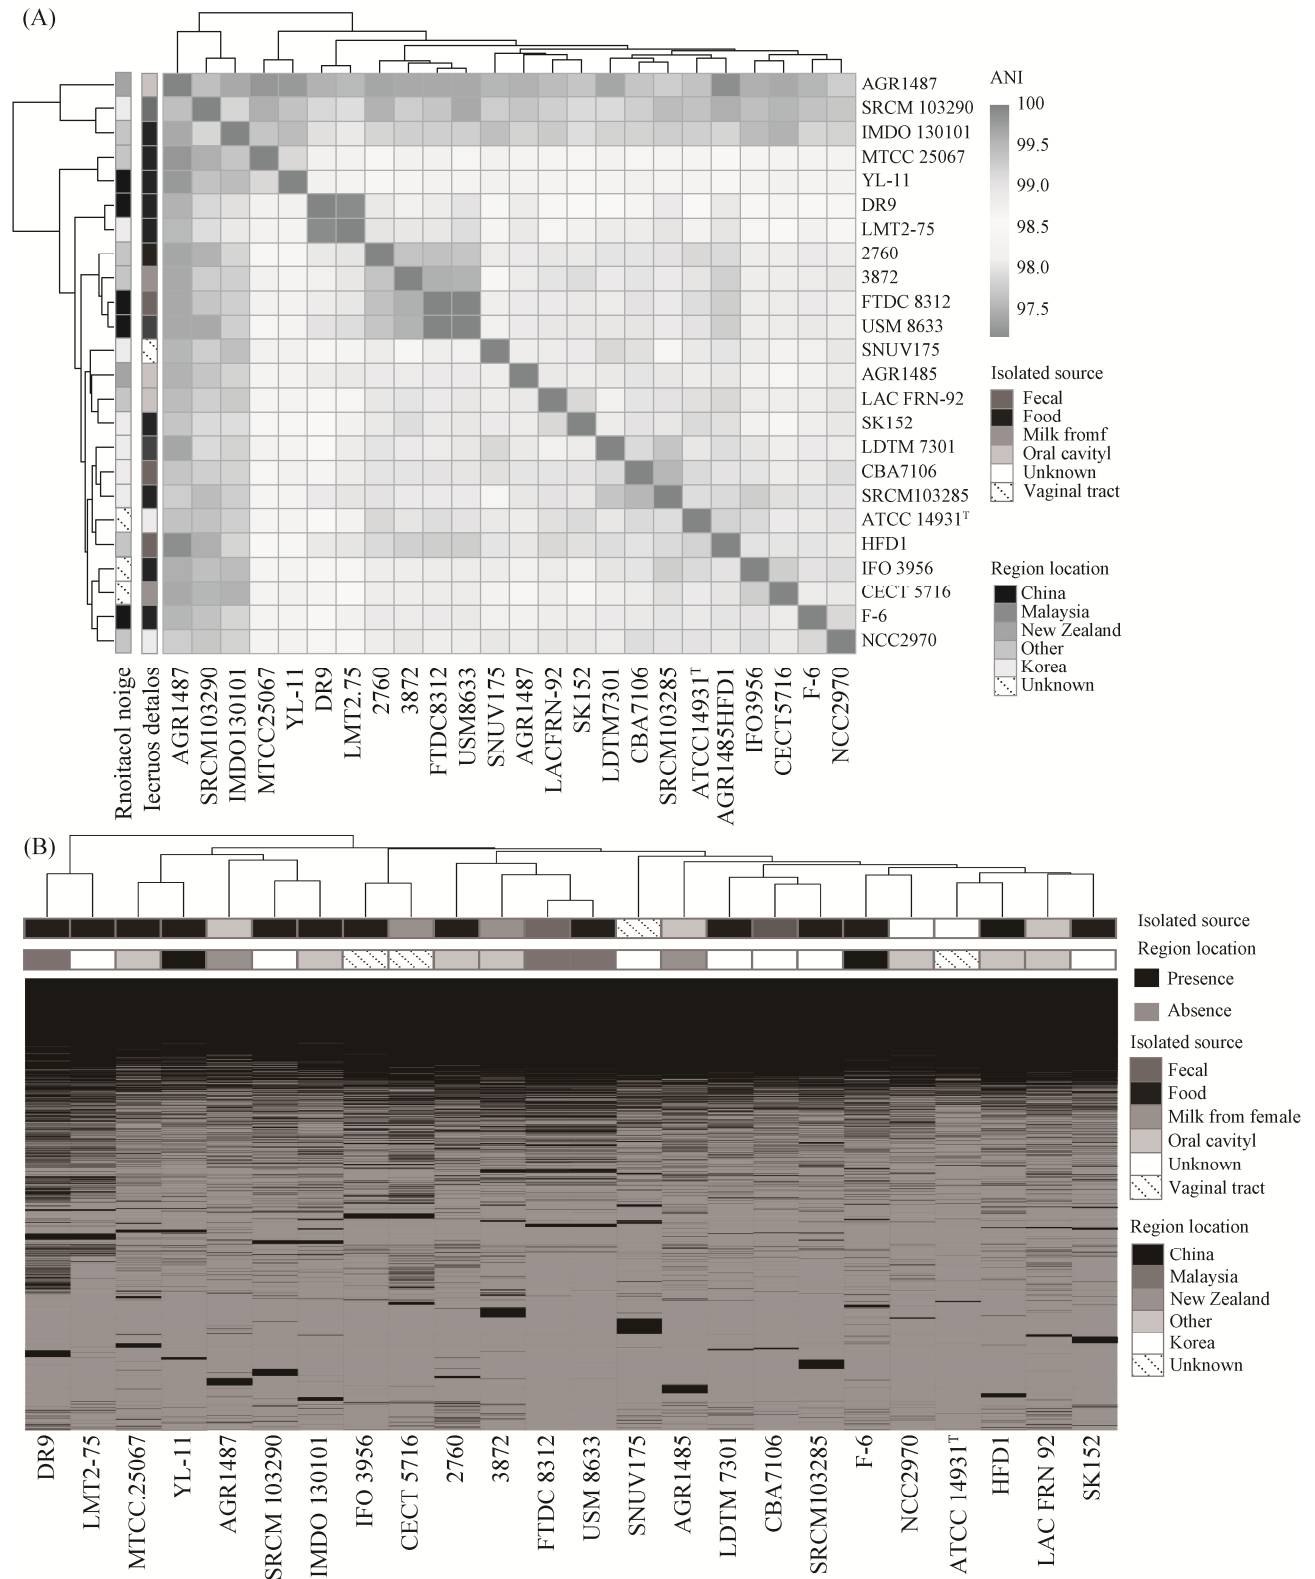 (A)
AGR1487
SRCM 103290
IMDO 130101
MTCC 25067
YL-11
DR9
LMT2-75
2760
3872
FTDC 8312
USM 8633
SNUV175
AGR1485
LAC FRN-92
SK152
LDTM 7301
CBA7106
SRCM103285
ATCC 14931ᵀ
HFD1
IFO 3956
CECT 5716
F-6
NCC2970
ANI
100
99.5
99.0
98.5
98.0
97.5
Isolated source
Fecal
Food
Milk fromf
Oral cavityl
Unknown
Vaginal tract
Region location
China
Malaysia
New Zealand
Other
Korea
Unknown
Rnoitacol noige
Iecruos detalos
AGR1487
SRCM103290
IMDO130101
MTCC25067
YL-11
DR9
LMT2.75
2760
3872
FTDC8312
USM8633
SNUV175
AGR1487
LACFRN-92
SK152
LDTM7301
CBA7106
SRCM103285
ATCC14931ᵀ
AGR1485HFD1
IFO3956
CECT5716
F-6
NCC2970
(B)
Isolated source
Region location
Presence
Absence
Isolated source
Fecal
Food
Milk from female
Oral cavityl
Unknown
Vaginal tract
Region location
China
Malaysia
New Zealand
Other
Korea
Unknown
DR9
LMT2-75
MTCC.25067
YL-11
AGR1487
SRCM 103290
IMDO 130101
IFO 3956
CECT 5716
2760
3872
FTDC 8312
USM 8633
SNUV175
AGR1485
LDTM 7301
CBA7106
SRCM103285
F-6
NCC2970
ATCC 14931ᵀ
HFD1
LAC FRN 92
SK152